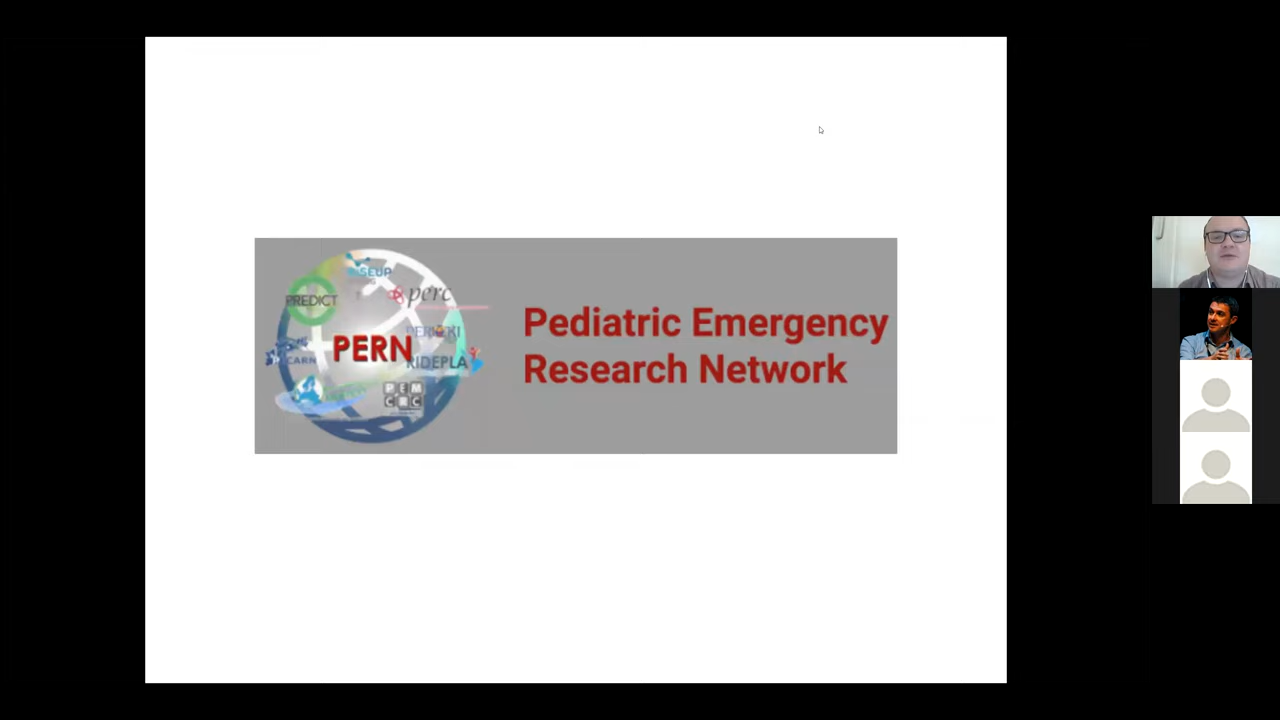 PREDICT
perc
PERN
RIDEPLA
PEM
CRC
Pediatric Emergency
Research Network